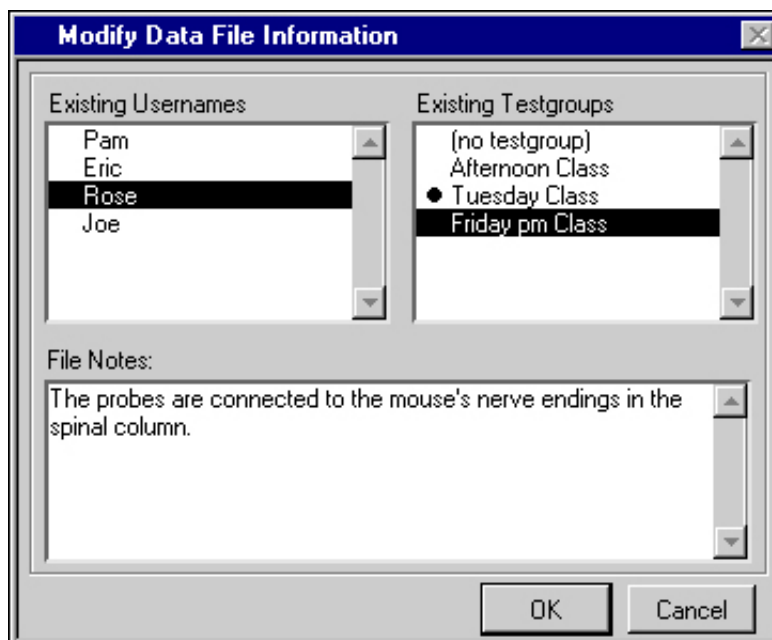 Modify Data File Information
Existing Usernames
Pam
Eric
Rose
Joe
Existing Testgroups
(no testgroup)
Afternoon Class
Tuesday Class
Friday pm Class
File Notes:
The probes are connected to the mouse's nerve endings in the
spinal column.
OK
Cancel